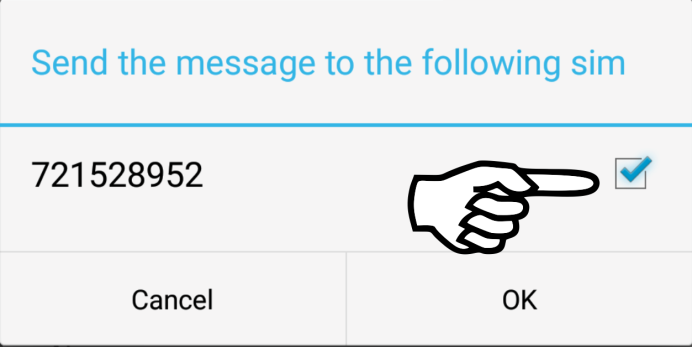 Send the message to the following sim
721528952
Cancel OK